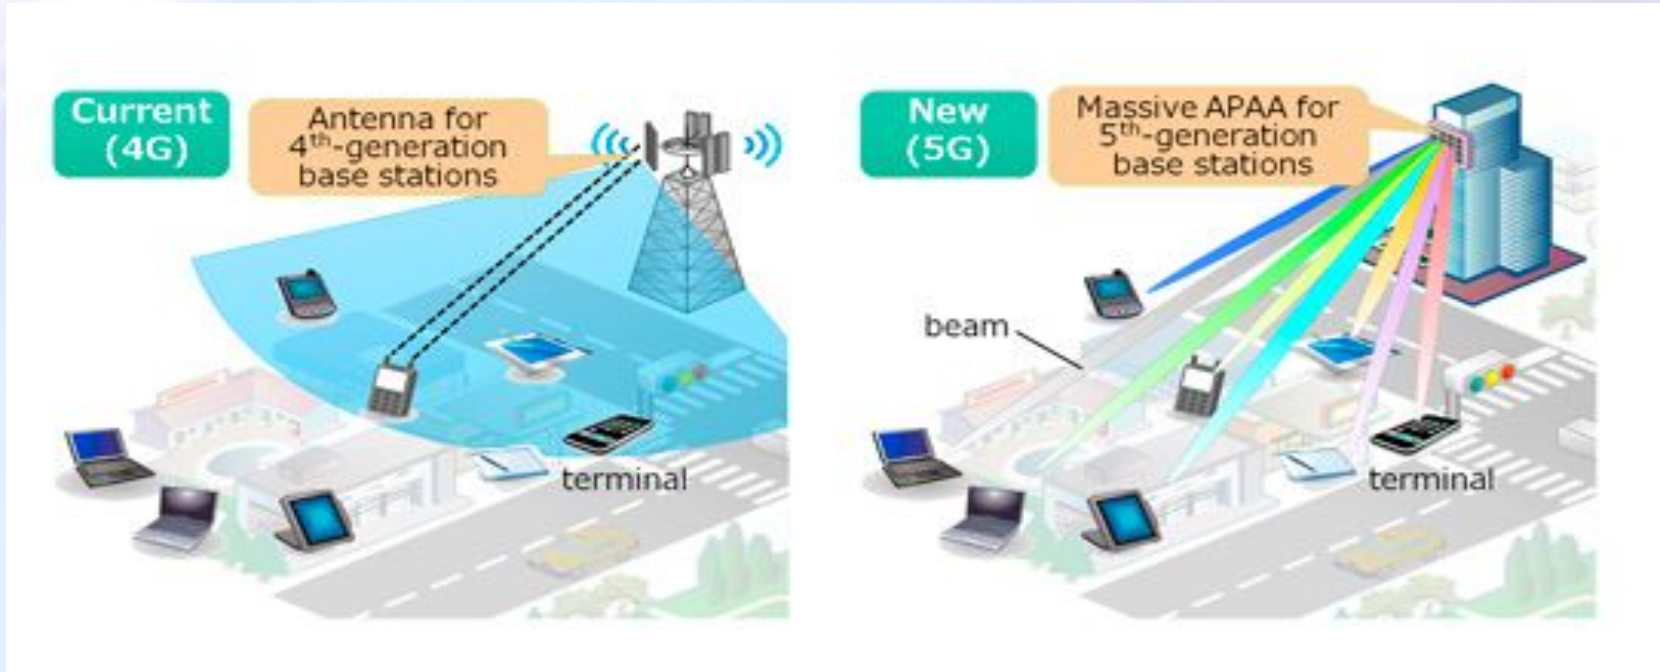 Current
(4G)
Antenna for
4th-generation
base stations
terminal
New
(5G)
Massive APAA for
5th-generation
base stations
beam
terminal